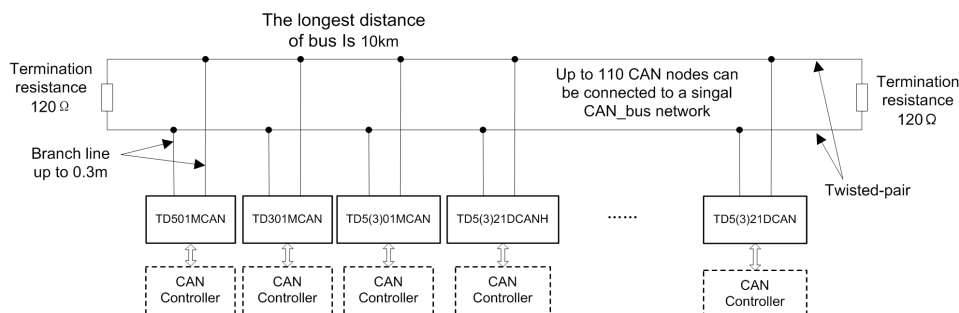 The longest distance
of bus Is 10km
Termination
resistance
120Ω
Up to 110 CAN nodes can
be connected to a singal
CAN_bus network
Termination
resistance
120Ω
Branch line
up to 0.3m
Twisted-pair
TD501MCAN
TD301MCAN
TD5(3)01MCAN
TD5(3)21DCANH
......
TD5(3)21DCAN
CAN
Controller
CAN
Controller
CAN
Controller
CAN
Controller
CAN
Controller